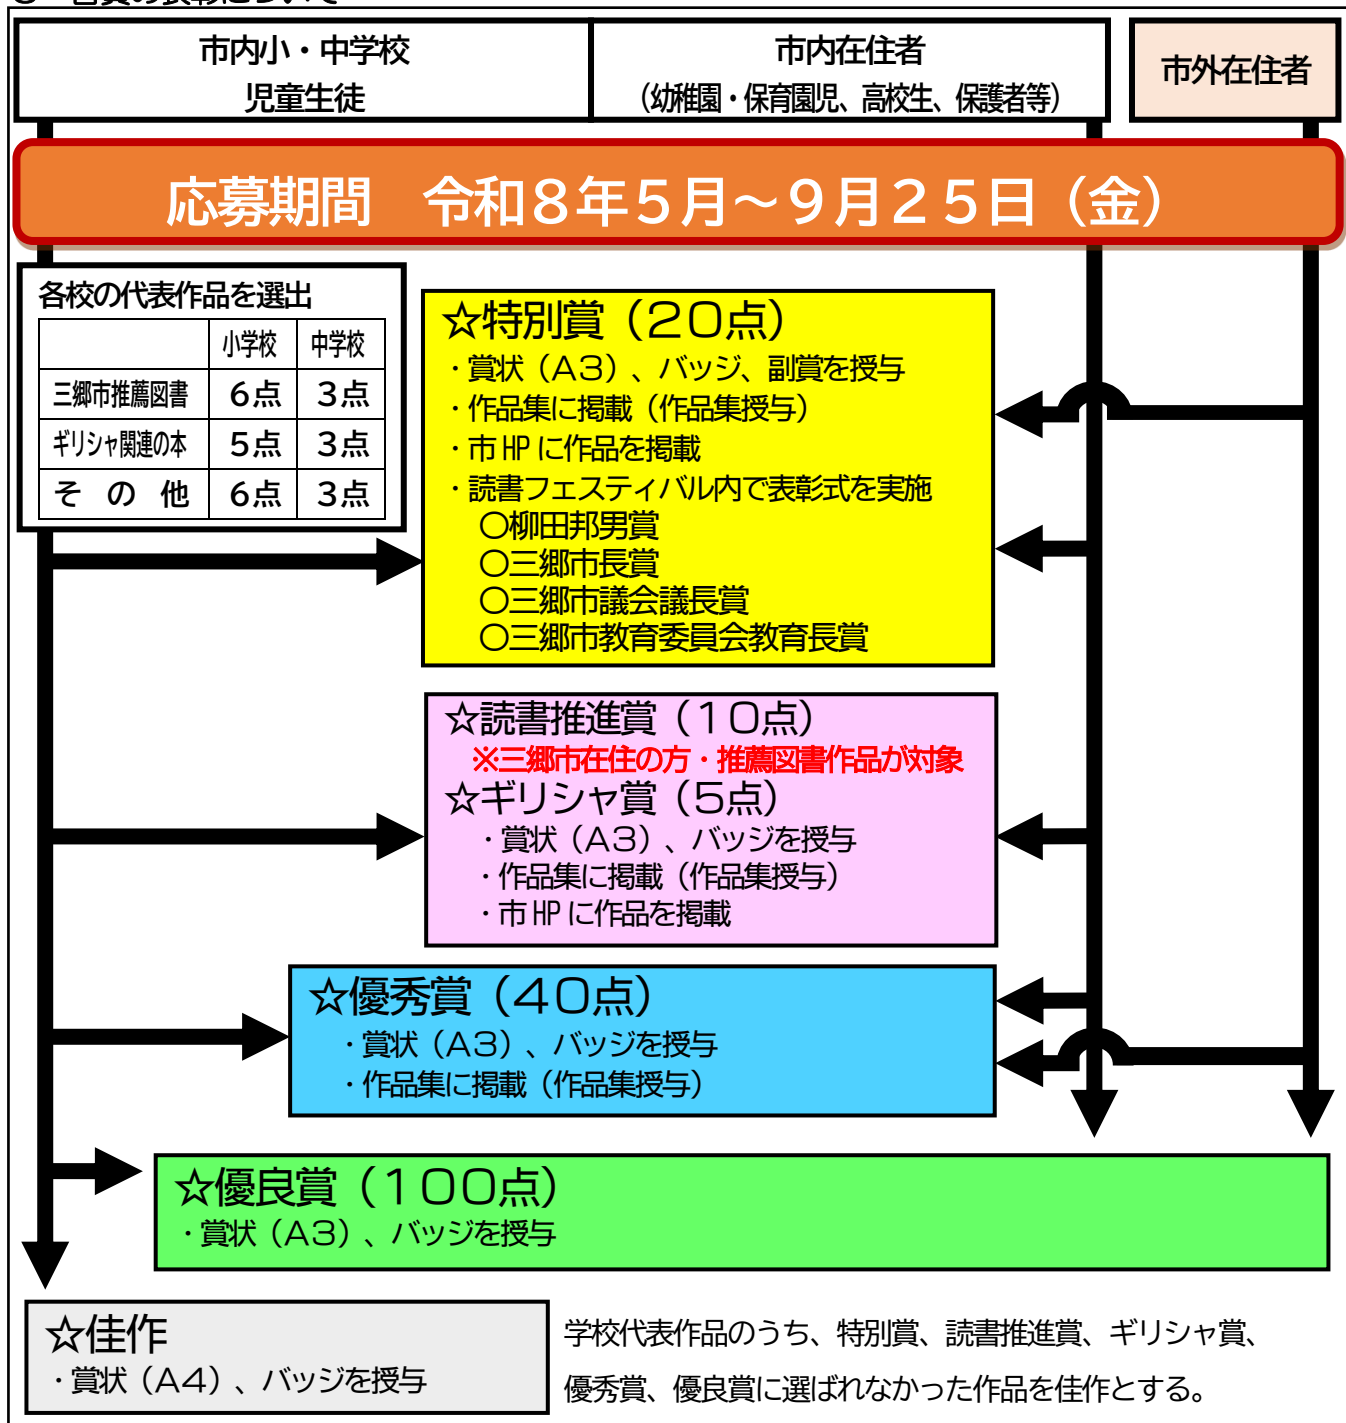 市内小・中学校
児童生徒
市内在住者
（幼稚園・保育園児、高校生、保護者等）
市外在住者
応募期間　令和８年５月～９月２５日（金）
各校の代表作品を選出
小学校　中学校
三郷市推薦図書　６点　３点
ギリシャ関連の本　５点　３点
そ　の　他　６点　３点
☆特別賞（２０点）
・賞状（Ａ３）、バッジ、副賞を授与
・作品集に掲載（作品集授与）
・市 HP に作品を掲載
・読書フェスティバル内で表彰式を実施
〇柳田邦男賞
〇三郷市長賞
〇三郷市議会議長賞
〇三郷市教育委員会教育長賞
☆読書推進賞（１０点）
※三郷市在住の方・推薦図書作品が対象
☆ギリシャ賞（５点）
・賞状（Ａ３）、バッジを授与
・作品集に掲載（作品集授与）
・市 HP に作品を掲載
☆優秀賞（４０点）
・賞状（Ａ３）、バッジを授与
・作品集に掲載（作品集授与）
☆優良賞（１００点）
・賞状（Ａ３）、バッジを授与
☆佳作
・賞状（Ａ４）、バッジを授与
学校代表作品のうち、特別賞、読書推進賞、ギリシャ賞、
優秀賞、優良賞に選ばれなかった作品を佳作とする。